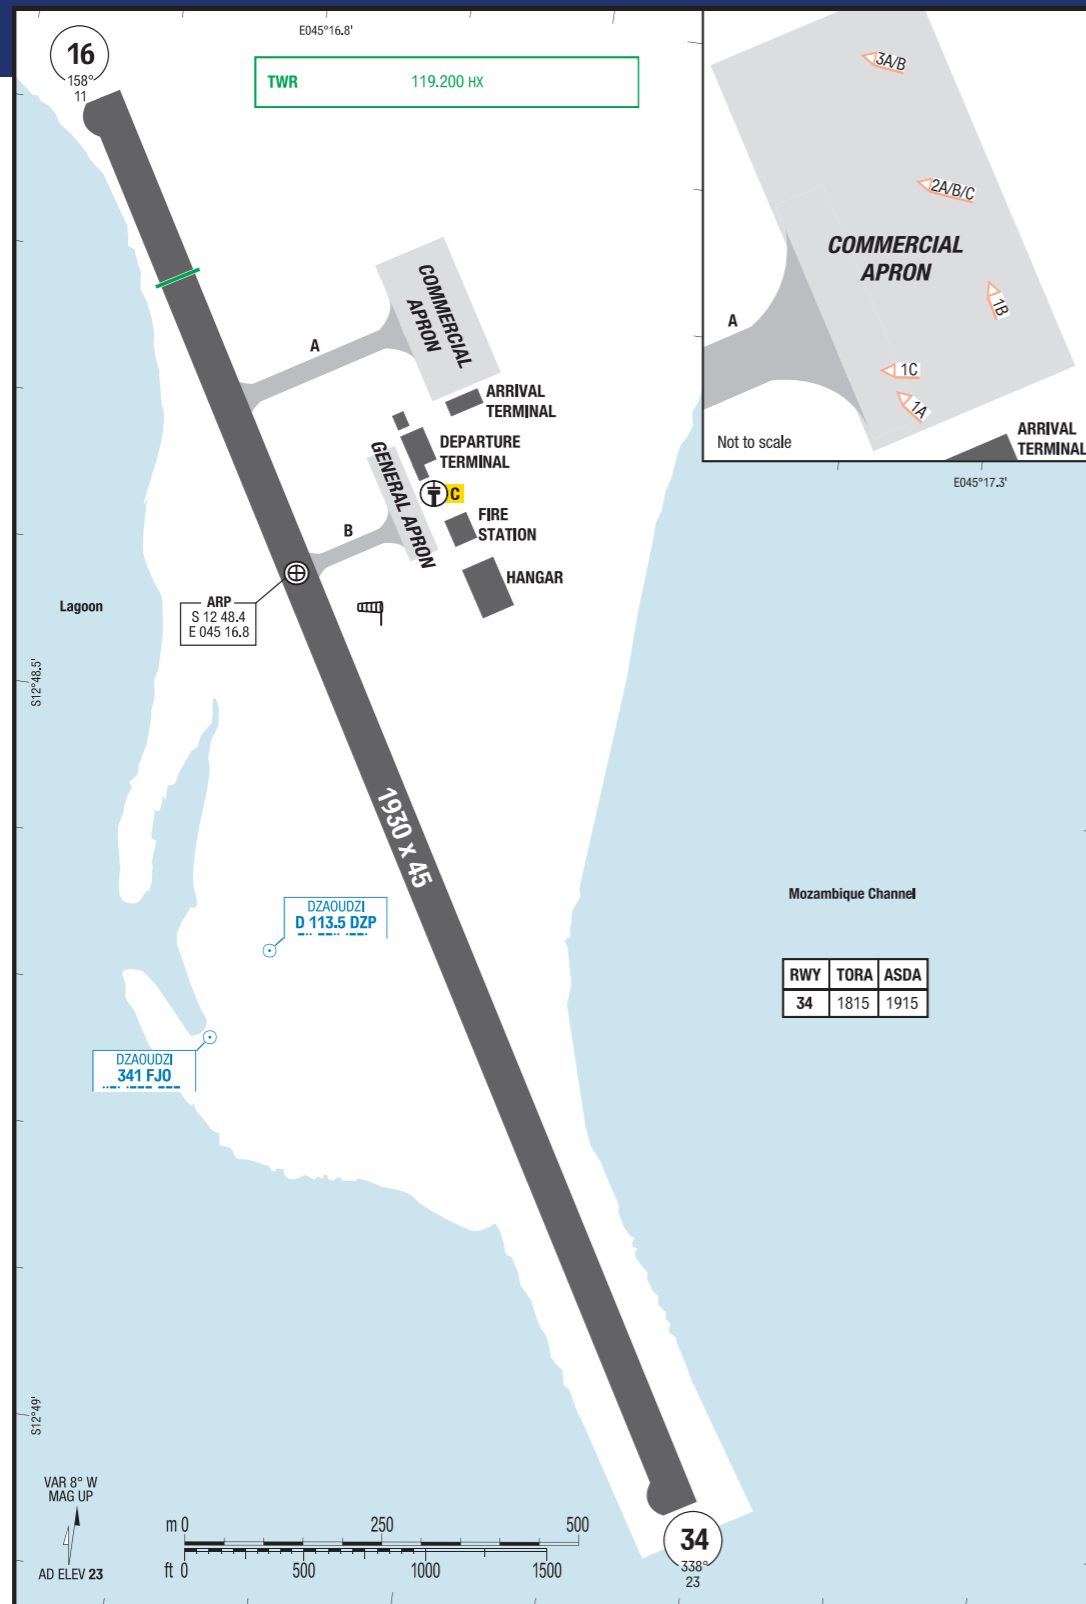 16
158°
11
E045°16.8'
TWR 119.200 HX
3A/B
2A/B/C
COMMERCIAL
APRON
1B
A
1C
1A
Not to scale
ARRIVAL
TERMINAL
E045°17.3'
COMMERCIAL
APRON
A
ARRIVAL
TERMINAL
DEPARTURE
TERMINAL
GENERAL APRON
C
B
FIRE
STATION
HANGAR
ARP
S 12 48.4
E 045 16.8
Lagoon
S12°48.5'
1930 x 45
Mozambique Channel
DZAOUDZI
D 113.5 DZP
RWY TORA ASDA
34 1815 1915
DZAOUDZI
341 FJO
S12°49'
VAR 8° W
MAG UP
AD ELEV 23
m 0 250 500
ft 0 500 1000 1500
34
338°
23